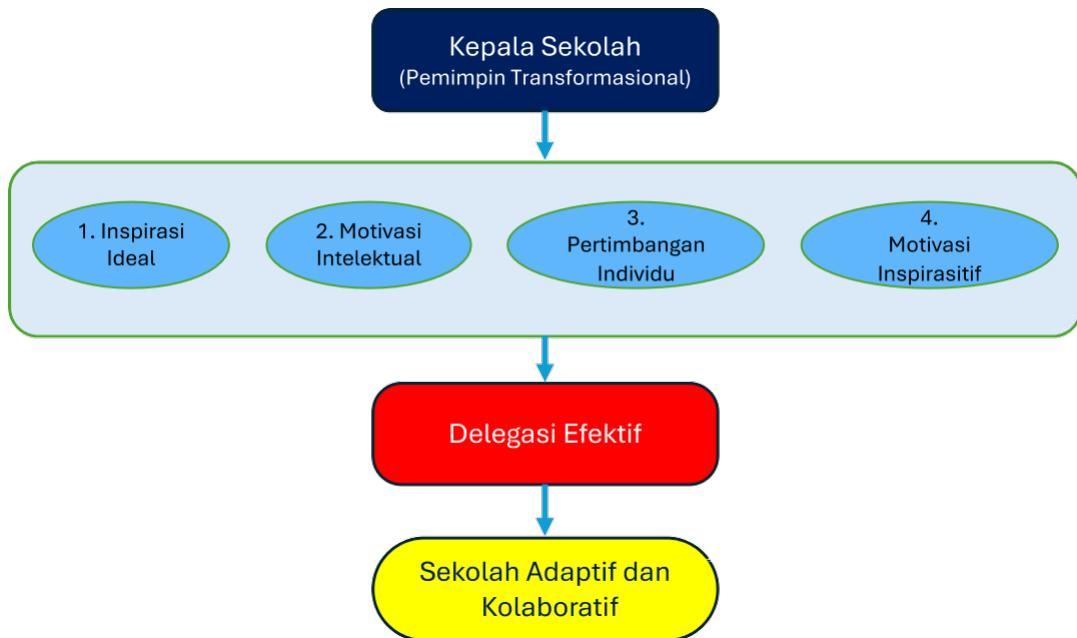 Kepala Sekolah
(Pemimpin Transformasional)
1. Inspirasi
Ideal
2. Motivasi
Intelektual
3.
Pertimbangan
Individu
4.
Motivasi
Inspirasitif
Delegasi Efektif
Sekolah Adaptif dan
Kolaboratif